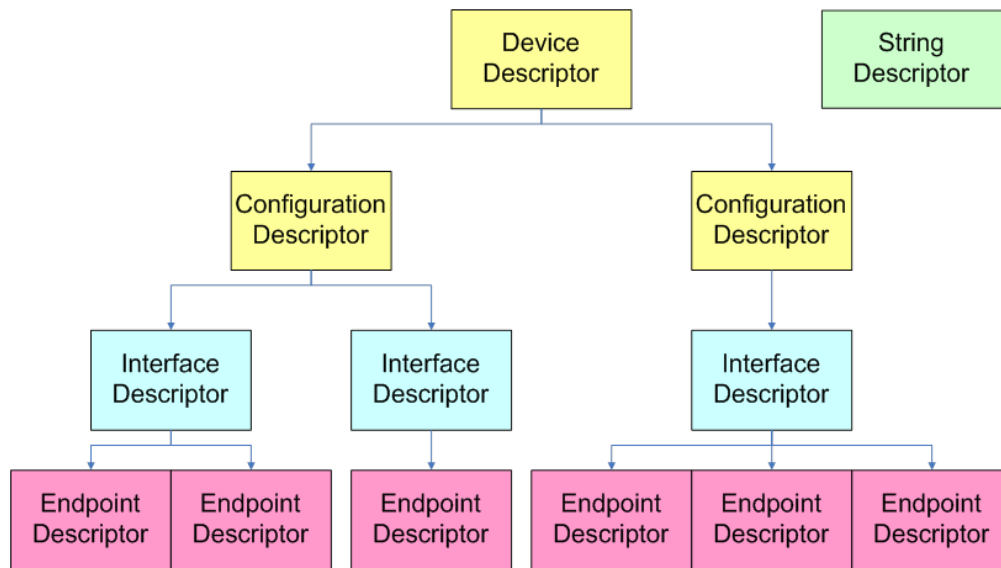 Device
Descriptor
String
Descriptor
Configuration
Descriptor
Configuration
Descriptor
Interface
Descriptor
Interface
Descriptor
Interface
Descriptor
Endpoint
Descriptor
Endpoint
Descriptor
Endpoint
Descriptor
Endpoint
Descriptor
Endpoint
Descriptor
Endpoint
Descriptor